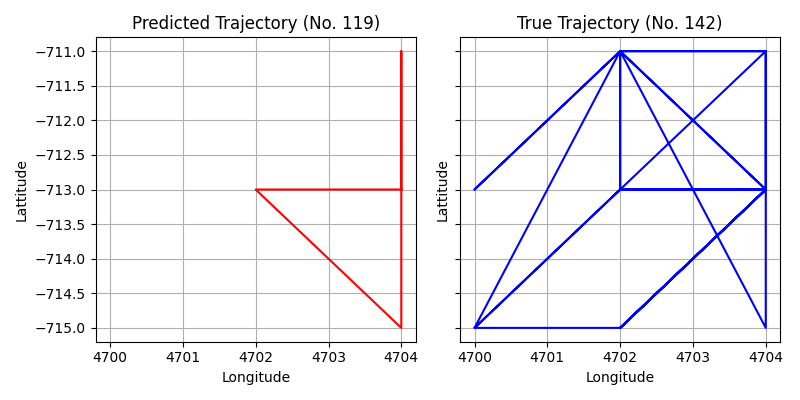 Predicted Trajectory (No. 119)
−711.0
−711.5
−712.0
−712.5
−713.0
−713.5
−714.0
−714.5
−715.0
Lattitude
4700 4701 4702 4703 4704
Longitude
True Trajectory (No. 142)
Lattitude
4700 4701 4702 4703 4704
Longitude